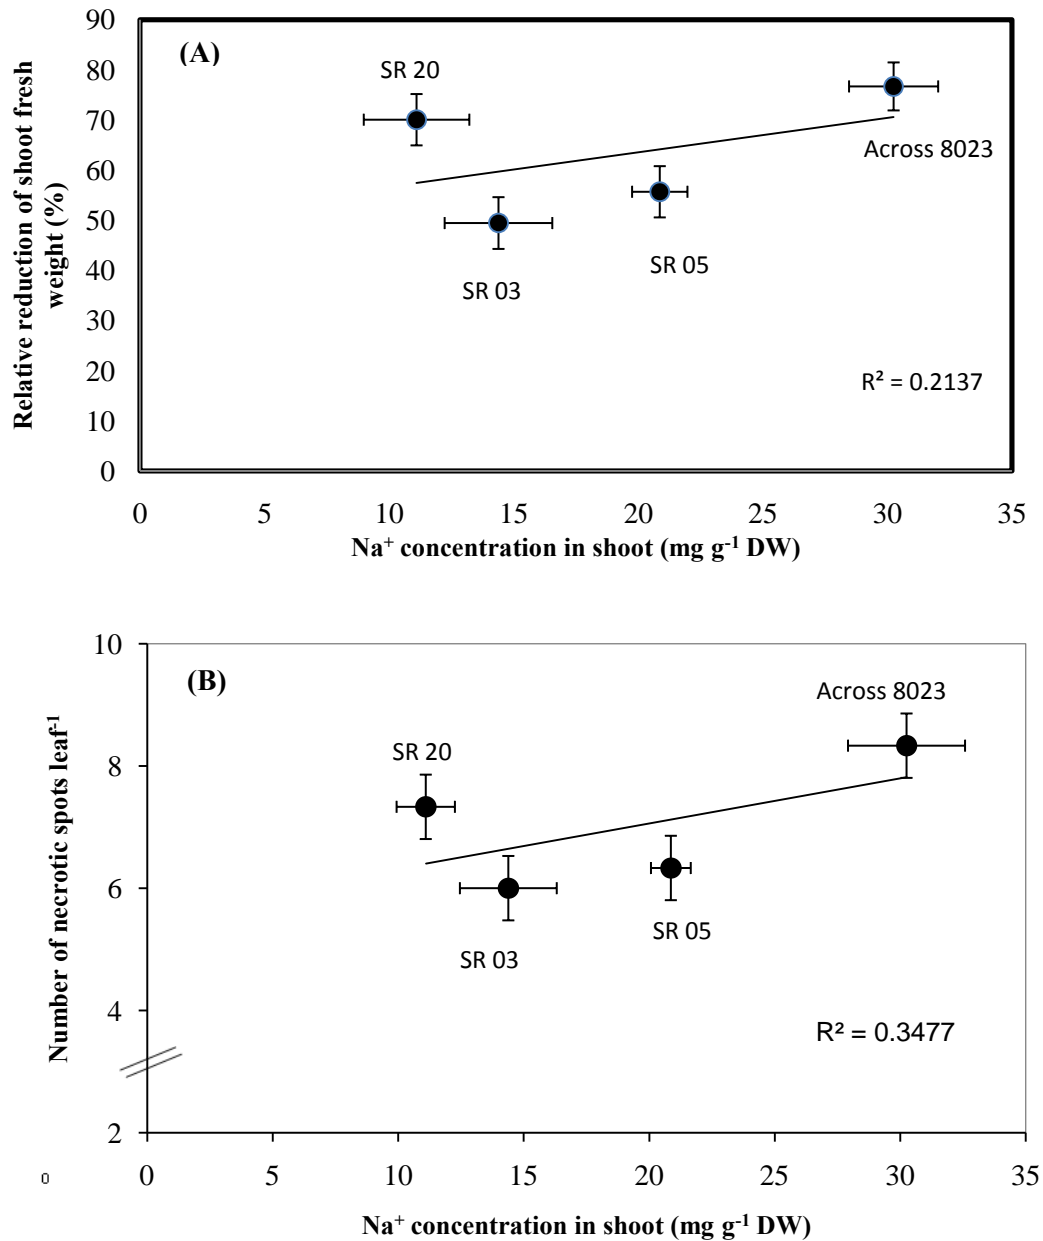 90
(A)
80
SR 20
70
Across 8023
60
50
SR 05
40
SR 03
30
20
R² = 0.2137
10
0
Relative reduction of shoot fresh
weight (%)
0 5 10 15 20 25 30 35
Na⁺ concentration in shoot (mg g⁻¹ DW)
10
(B)
Across 8023
SR 20
8
6
SR 05
SR 03
4
R² = 0.3477
2
Number of necrotic spots leaf⁻¹
0
0 5 10 15 20 25 30 35
Na⁺ concentration in shoot (mg g⁻¹ DW)